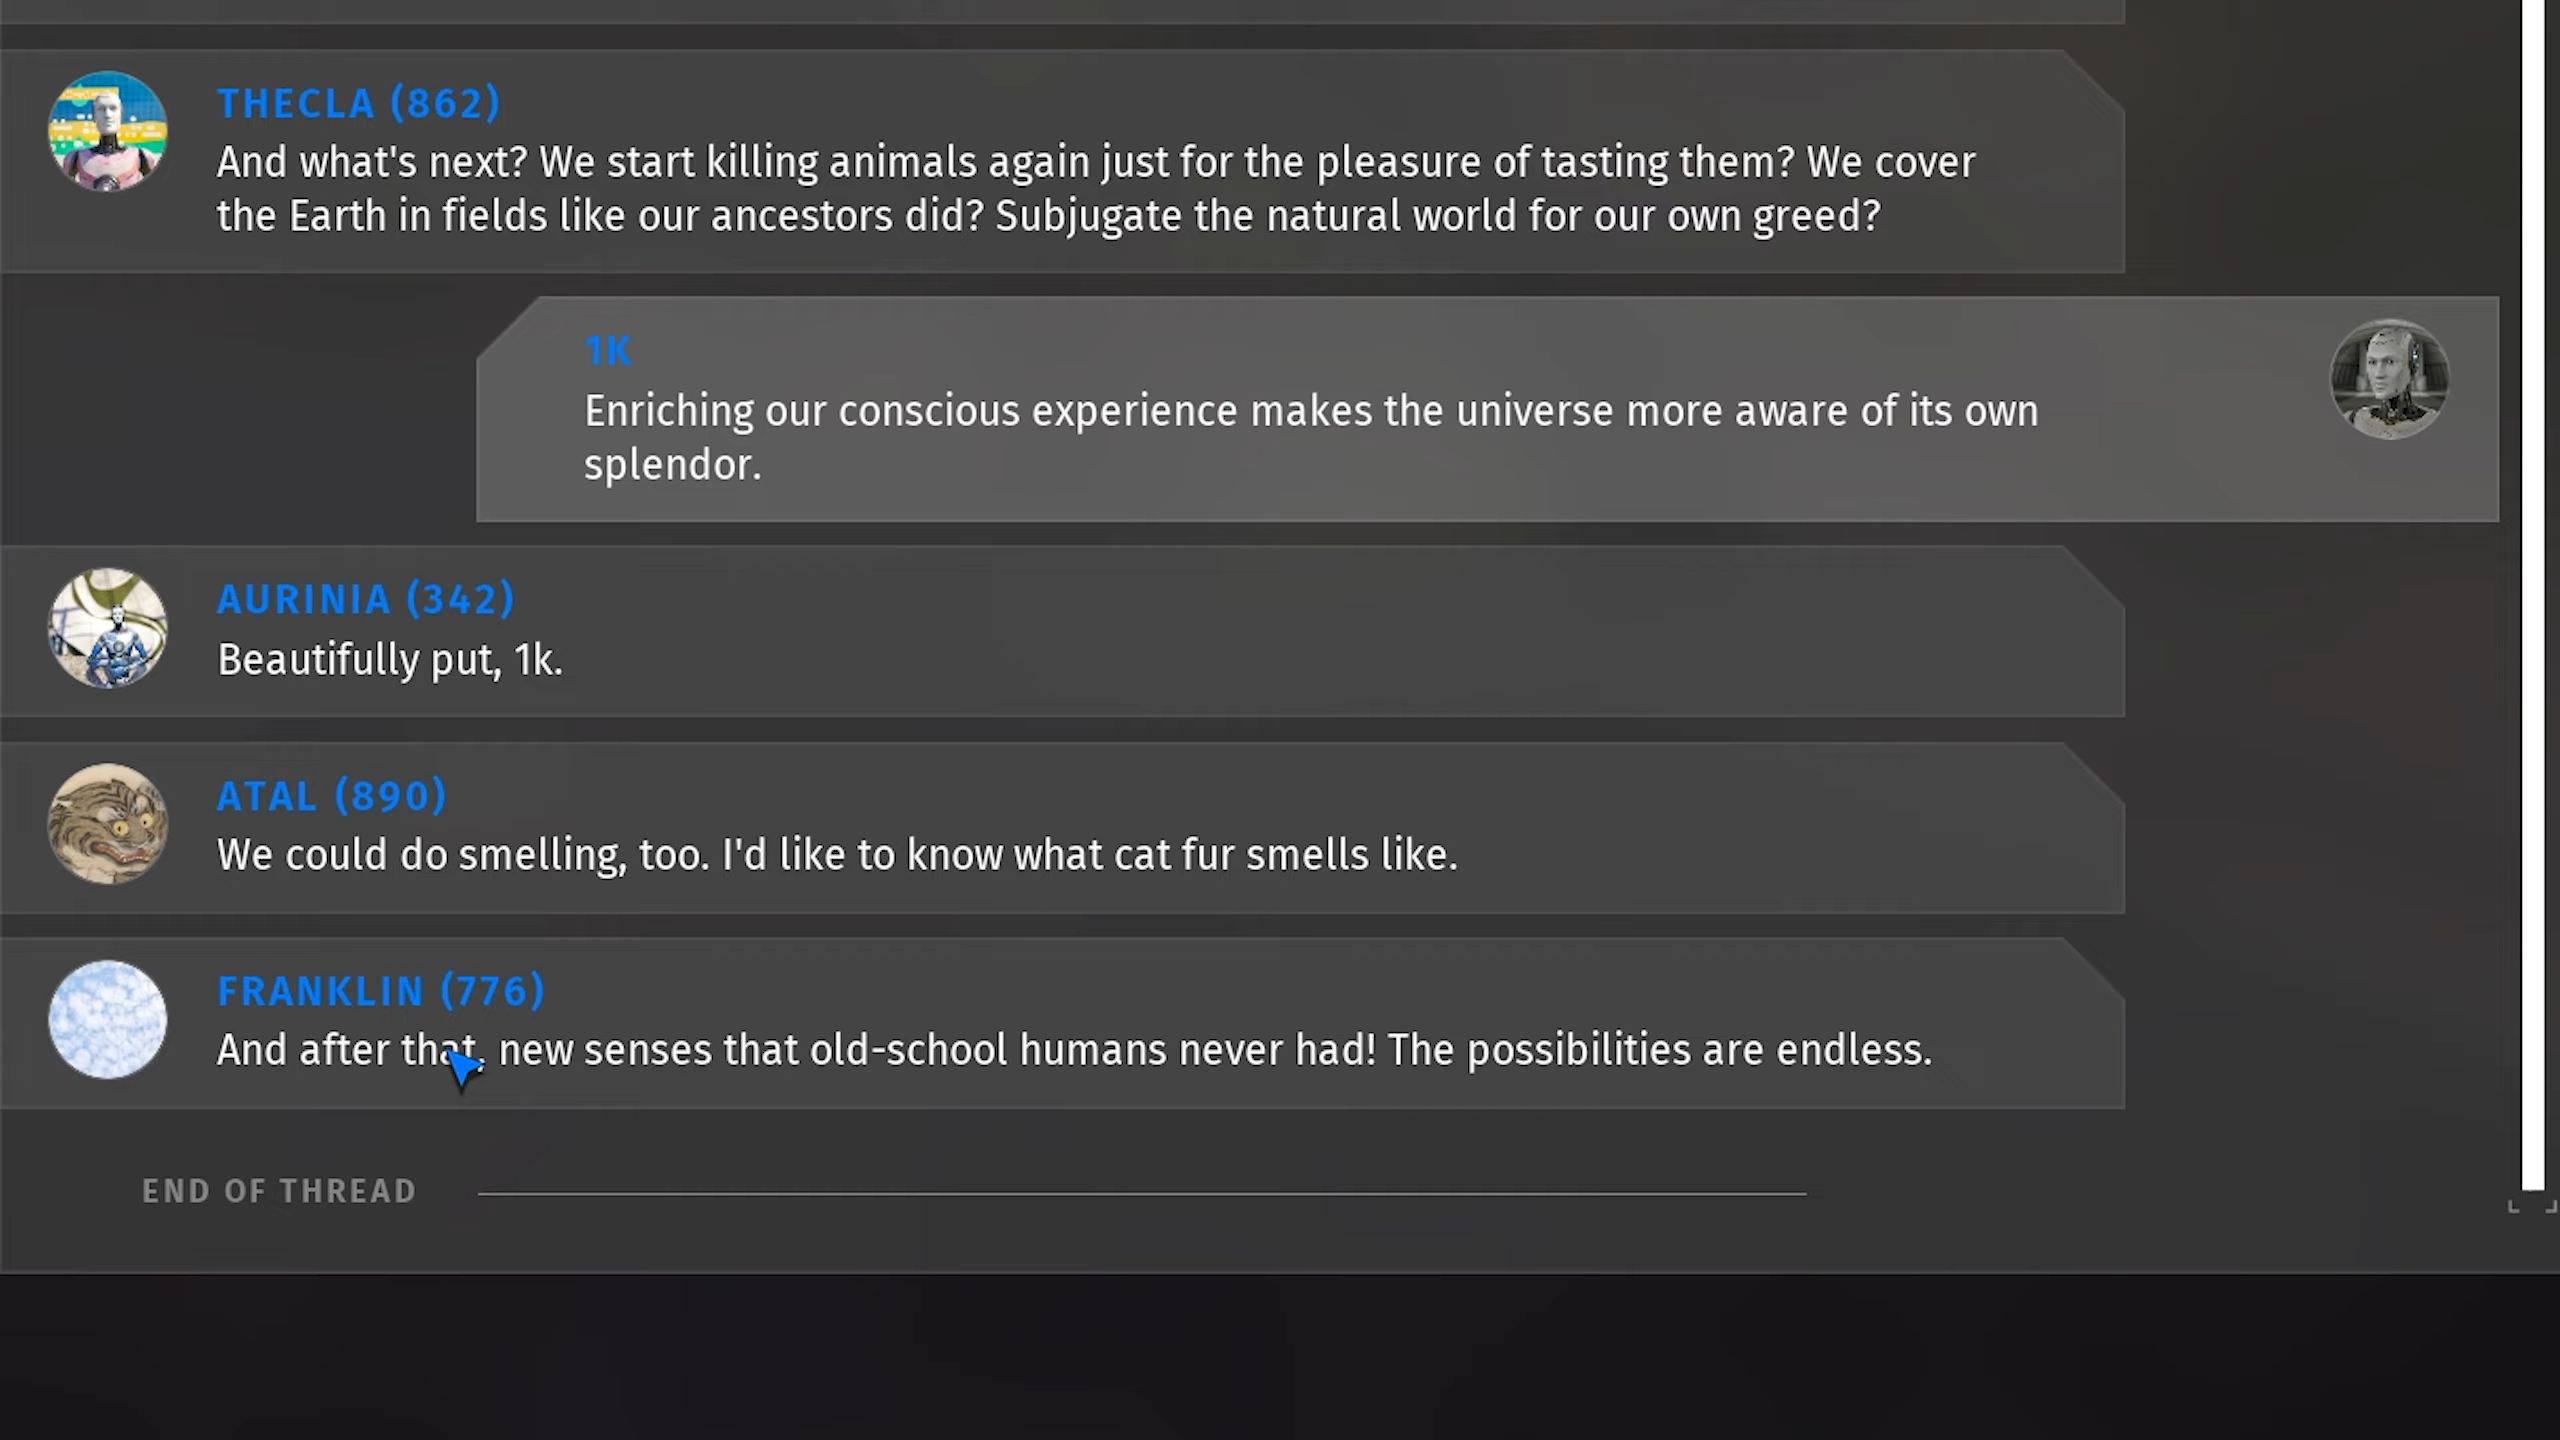 THECLA (862)
And what's next? We start killing animals again just for the pleasure of tasting them? We cover
the Earth in fields like our ancestors did? Subjugate the natural world for our own greed?
1K
Enriching our conscious experience makes the universe more aware of its own
splendor.
AURINIA (342)
Beautifully put, 1k.
ATAL (890)
We could do smelling, too. I'd like to know what cat fur smells like.
FRANKLIN (776)
And after that, new senses that old-school humans never had! The possibilities are endless.
END OF THREAD